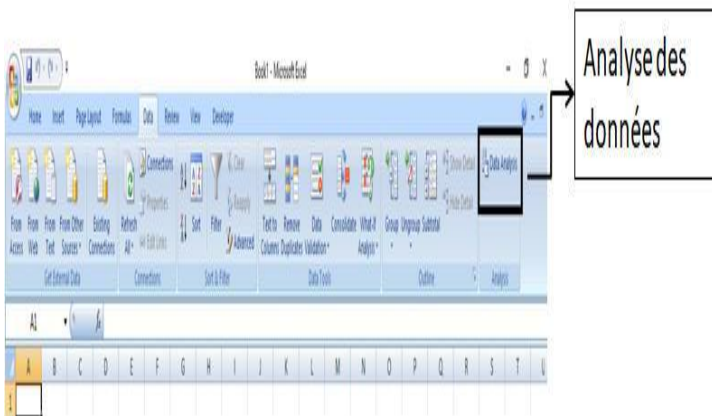 Book1 - Microsoft Excel
Analyse des
données
Home Insert Page Layout Formulas Data Review View Developer
Connections
Properties
Edit Links
Clear
Reapply
Advanced
Show Detail
Hide Detail
Data Analysis
From From From From Other Existing Refresh Sort Filter Text to Remove Data Consolidate What-If Group Ungroup Subtotal
Access Web Text Sources Connections All Columns Duplicates Validation Analysis
Get External Data Connections Sort & Filter Data Tools Outline Analysis
A1 fx
A B C D E F G H I J K L M N O P Q R S T U
1